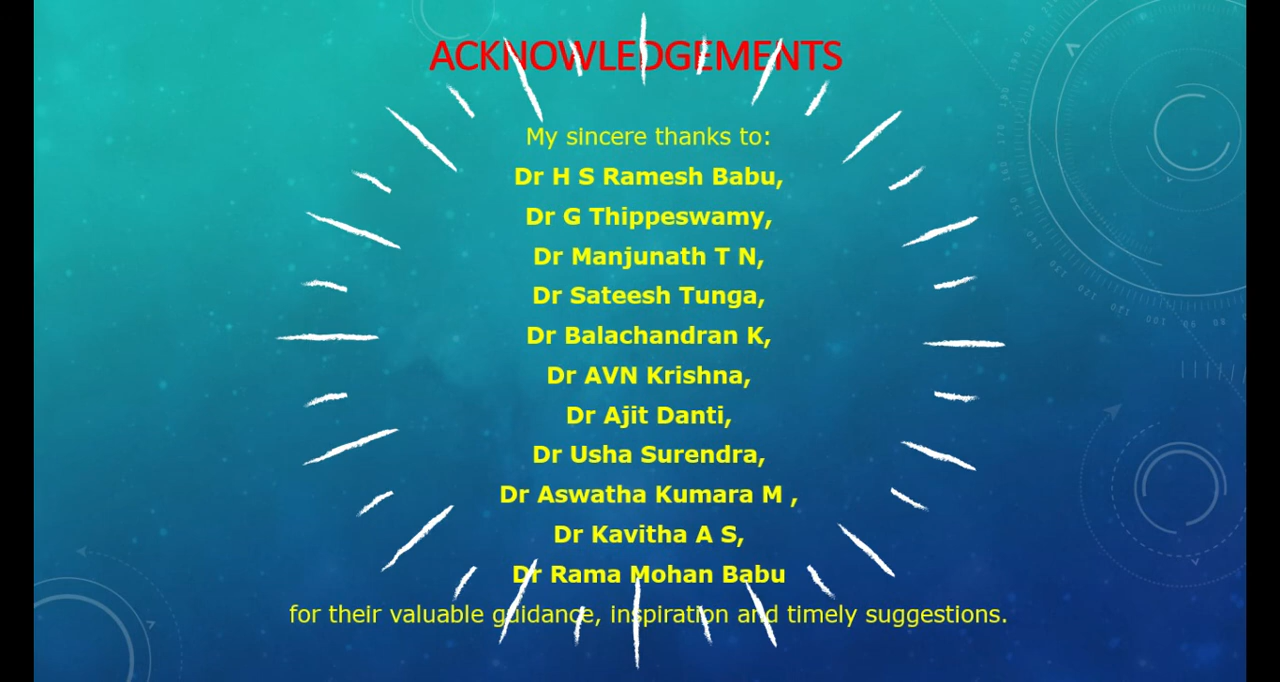 ACKNOWLEDGEMENTS
My sincere thanks to:
Dr H S Ramesh Babu,
Dr G Thippeswamy,
Dr Manjunath T N,
Dr Sateesh Tunga,
Dr Balachandran K,
Dr AVN Krishna,
Dr Ajit Danti,
Dr Usha Surendra,
Dr Aswatha Kumara M ,
Dr Kavitha A S,
Dr Rama Mohan Babu
for their valuable guidance, inspiration and timely suggestions.